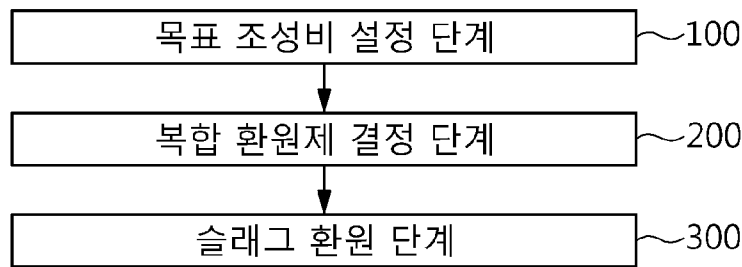 목표 조성비 설정 단계 100
복합 환원제 결정 단계 200
슬래그 환원 단계 300